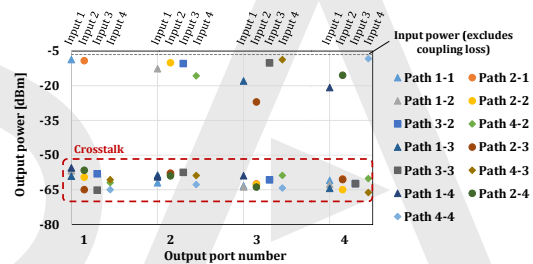 Input 1 Input 2 Input 3 Input 4 Input 1 Input 2 Input 3 Input 4 Input 1 Input 2 Input 3 Input 4 Input 1 Input 2 Input 3 Input 4
Input power (excludes
coupling loss)
-5
-20
-35
-50
-65
-80
Output power [dBm]
Crosstalk
1 2 3 4
Output port number
Path 1-1 Path 2-1
Path 1-2 Path 2-2
Path 3-2 Path 4-2
Path 1-3 Path 2-3
Path 3-3 Path 4-3
Path 1-4 Path 2-4
Path 4-4